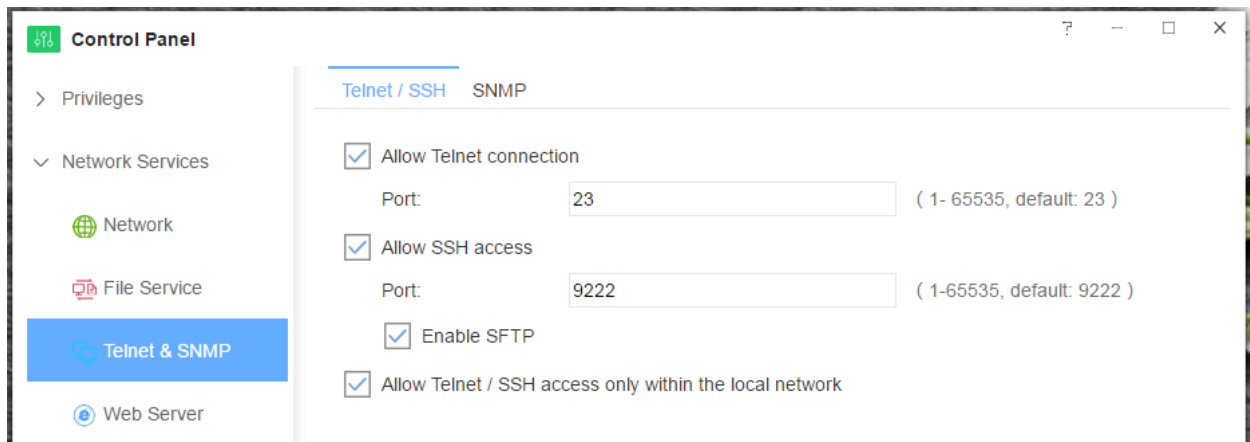 Control Panel
Privileges
Network Services
Network
File Service
Telnet & SNMP
Web Server
Telnet / SSH SNMP
Allow Telnet connection
Port: 23 ( 1- 65535, default: 23 )
Allow SSH access
Port: 9222 ( 1-65535, default: 9222 )
Enable SFTP
Allow Telnet / SSH access only within the local network